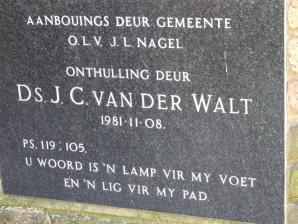 AANBOUINGS DEUR GEMEENTE
O.L.V. J.L. NAGEL
ONTHULLING DEUR
DS. J. C. VAN DER WALT
1981-11-08.
PS. 119:105.
U WOORD IS 'N LAMP VIR MY VOET
EN 'N LIG VIR MY PAD.